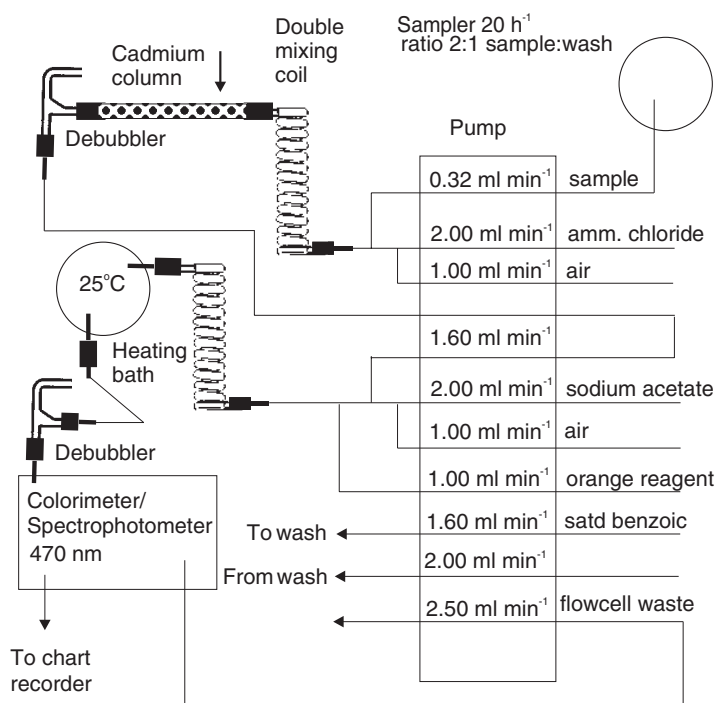 Sampler 20 h⁻¹
ratio 2:1 sample:wash
Double
mixing
coil
Cadmium
column
Debubbler
Pump
0.32 ml min⁻¹ sample
2.00 ml min⁻¹ amm. chloride
1.00 ml min⁻¹ air
25°C
Heating
bath
1.60 ml min⁻¹
2.00 ml min⁻¹ sodium acetate
1.00 ml min⁻¹ air
Debubbler
1.00 ml min⁻¹ orange reagent
Colorimeter/
Spectrophotometer
470 nm
To wash
1.60 ml min⁻¹ satd benzoic
From wash
2.00 ml min⁻¹
2.50 ml min⁻¹ flowcell waste
To chart
recorder